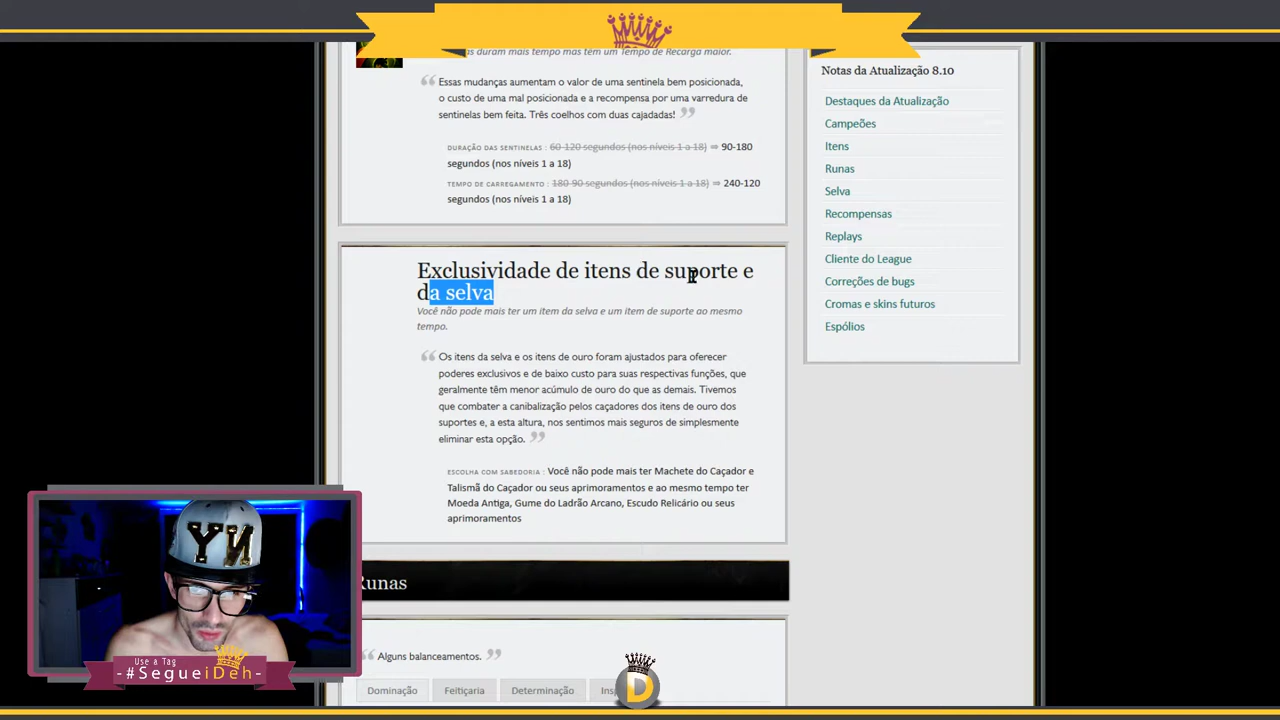 as duram mais tempo mas têm um Tempo de Recarga maior.
Essas mudanças aumentam o valor de uma sentinela bem posicionada,
o custo de uma mal posicionada e a recompensa por uma varredura de
sentinelas bem feita. Três coelhos com duas cajadadas!
DURAÇÃO DAS SENTINELAS : 60-120 segundos (nos níveis 1 a 18) ⇒ 90-180
segundos (nos níveis 1 a 18)
TEMPO DE CARREGAMENTO : 180-90 segundos (nos níveis 1 a 18) ⇒ 240-120
segundos (nos níveis 1 a 18)
Exclusividade de itens de suporte e
da selva
Você não pode mais ter um item da selva e um item de suporte ao mesmo
tempo.
Os itens da selva e os itens de ouro foram ajustados para oferecer
poderes exclusivos e de baixo custo para suas respectivas funções, que
geralmente têm menor acúmulo de ouro do que as demais. Tivemos
que combater a canibalização pelos caçadores dos itens de ouro dos
suportes e, a esta altura, nos sentimos mais seguros de simplesmente
eliminar esta opção.
ESCOLHA COM SABEDORIA : Você não pode mais ter Machete do Caçador e
Talismã do Caçador ou seus aprimoramentos e ao mesmo tempo ter
Moeda Antiga, Gume do Ladrão Arcano, Escudo Relicário ou seus
aprimoramentos
Runas
Alguns balanceamentos.
Dominação
Feitiçaria
Determinação
Ins
Notas da Atualização 8.10
Destaques da Atualização
Campeões
Itens
Runas
Selva
Recompensas
Replays
Cliente do League
Correções de bugs
Cromas e skins futuros
Espólios
YN
Use a Tag
-#SegueiDeh-
D